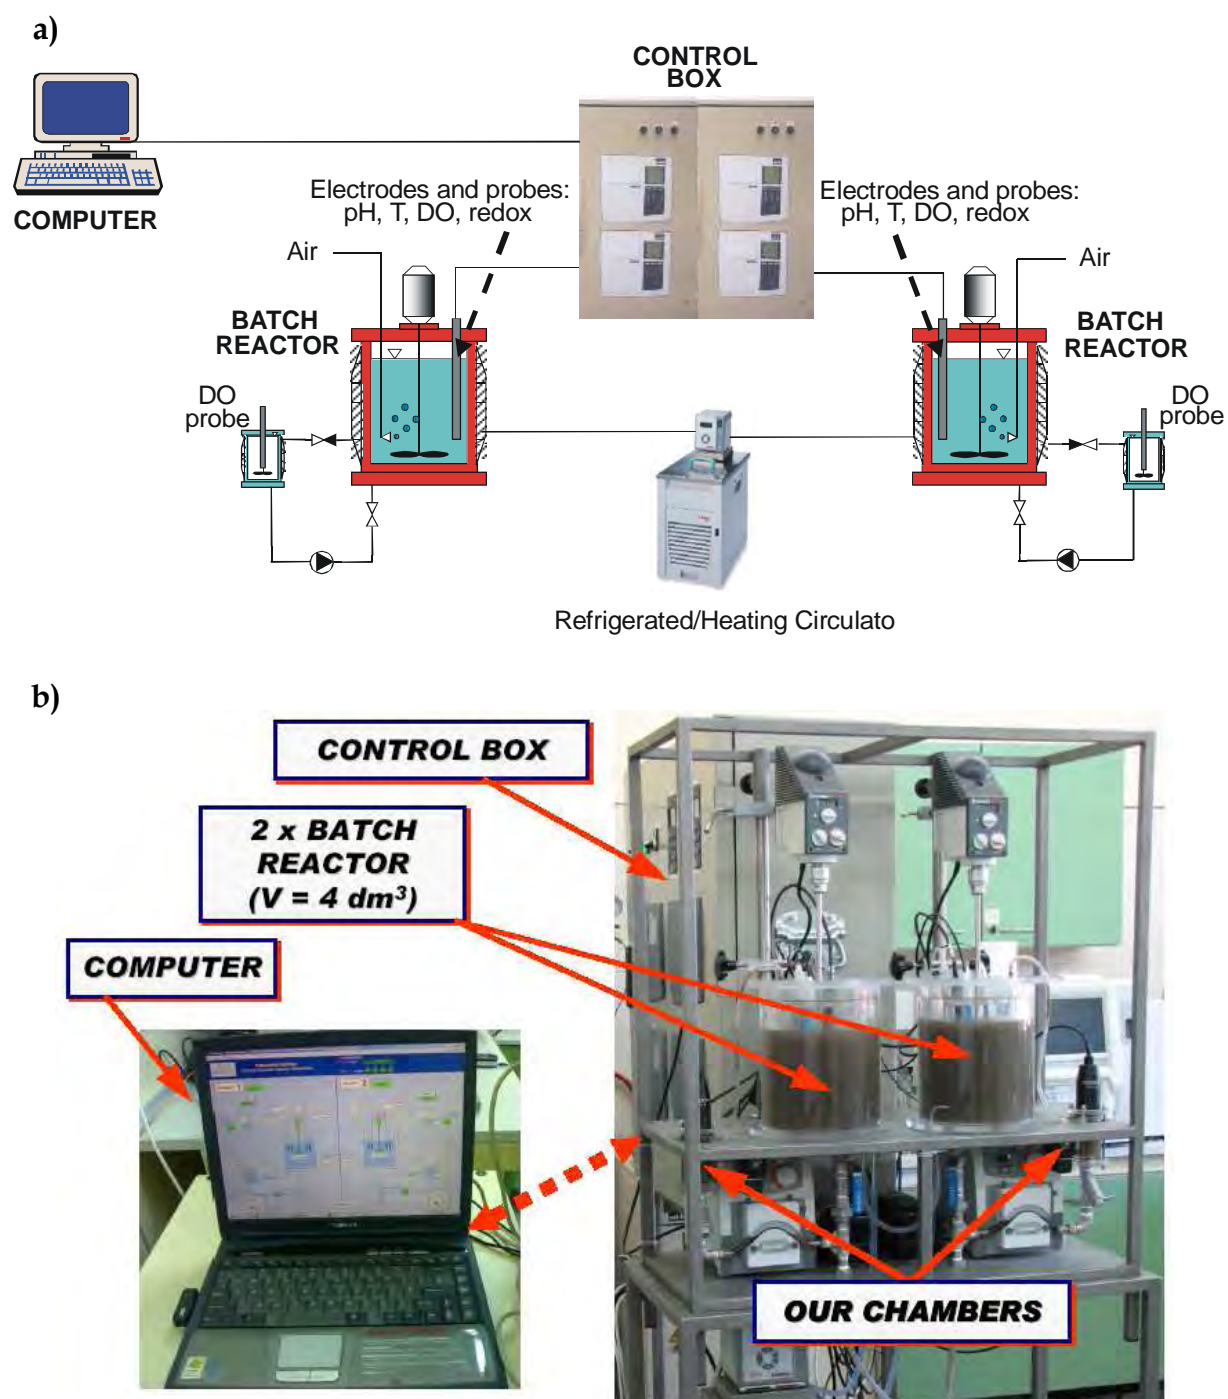 a)
CONTROL
BOX
COMPUTER
Electrodes and probes:
pH, T, DO, redox
Electrodes and probes:
pH, T, DO, redox
Air
Air
BATCH
REACTOR
BATCH
REACTOR
DO
probe
DO
probe
Refrigerated/Heating Circulato
b)
CONTROL BOX
2 x BATCH
REACTOR
(V = 4 dm³)
COMPUTER
1
2
OUR CHAMBERS